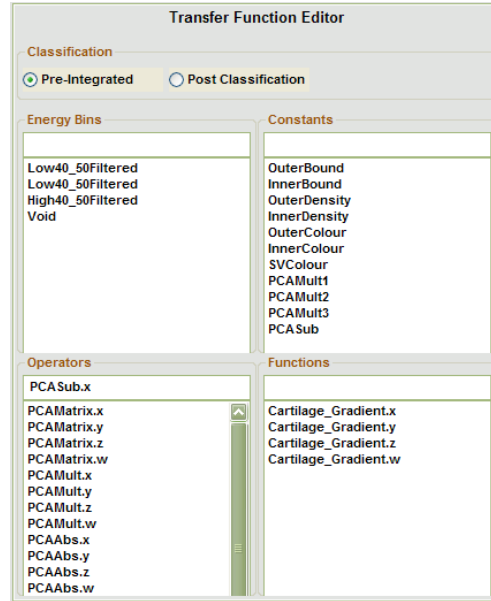 Transfer Function Editor
Classification
Pre-Integrated
Post Classification
Energy Bins
Low40_50Filtered
Low40_50Filtered
High40_50Filtered
Void
Constants
OuterBound
InnerBound
OuterDensity
InnerDensity
OuterColour
InnerColour
SVColour
PCAMult1
PCAMult2
PCAMult3
PCASub
Operators
PCASub.x
PCAMatrix.x
PCAMatrix.y
PCAMatrix.z
PCAMatrix.w
PCAMult.x
PCAMult.y
PCAMult.z
PCAMult.w
PCAAbs.x
PCAAbs.y
PCAAbs.z
PCAAbs.w
Functions
Cartilage_Gradient.x
Cartilage_Gradient.y
Cartilage_Gradient.z
Cartilage_Gradient.w